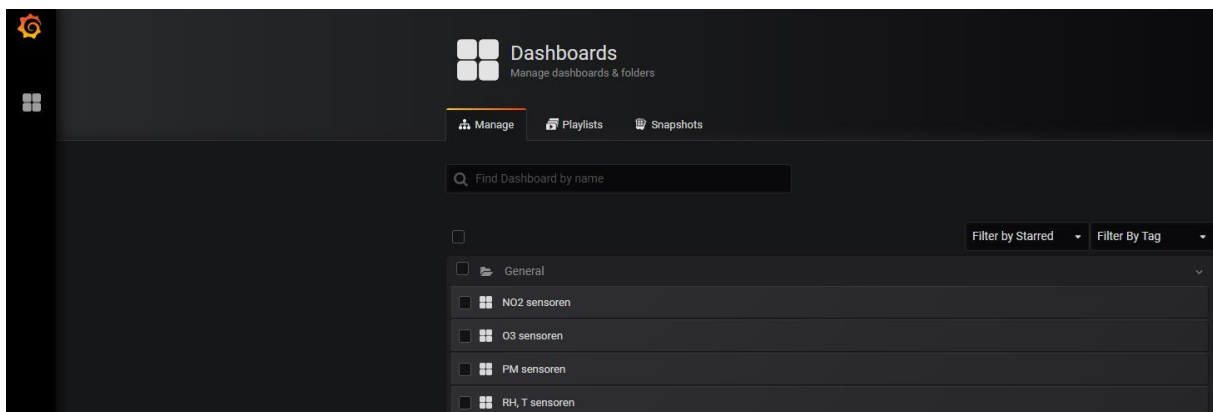 Dashboards
Manage dashboards & folders
Manage Playlists Snapshots
Find Dashboard by name
Filter by Starred Filter By Tag
General
NO2 sensoren
O3 sensoren
PM sensoren
RH, T sensoren